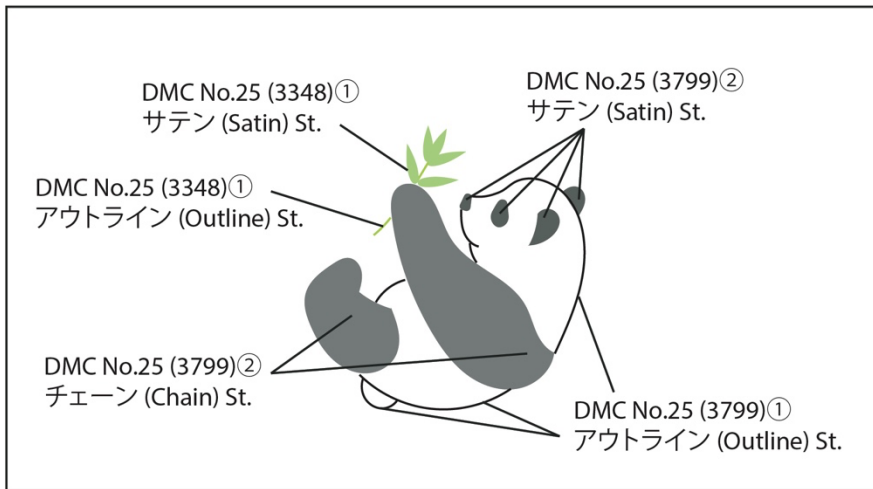 DMC No.25 (3348)①
サテン (Satin) St.
DMC No.25 (3799)②
サテン (Satin) St.
DMC No.25 (3348)①
アウトライン (Outline) St.
DMC No.25 (3799)②
チェーン (Chain) St.
DMC No.25 (3799)①
アウトライン (Outline) St.